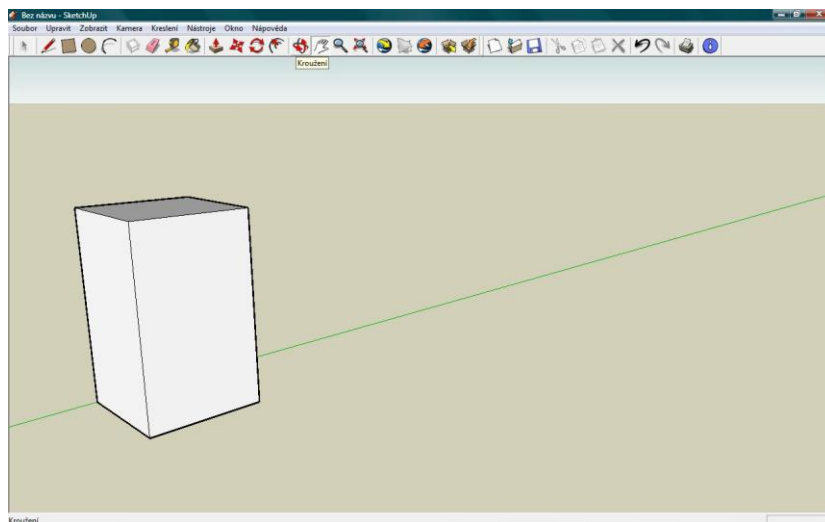 Bez názvu - SketchUp
Soubor Upravit Zobrazit Kamera Kreslení Nástroje Okno Nápověda
Kroužení
Kroužení